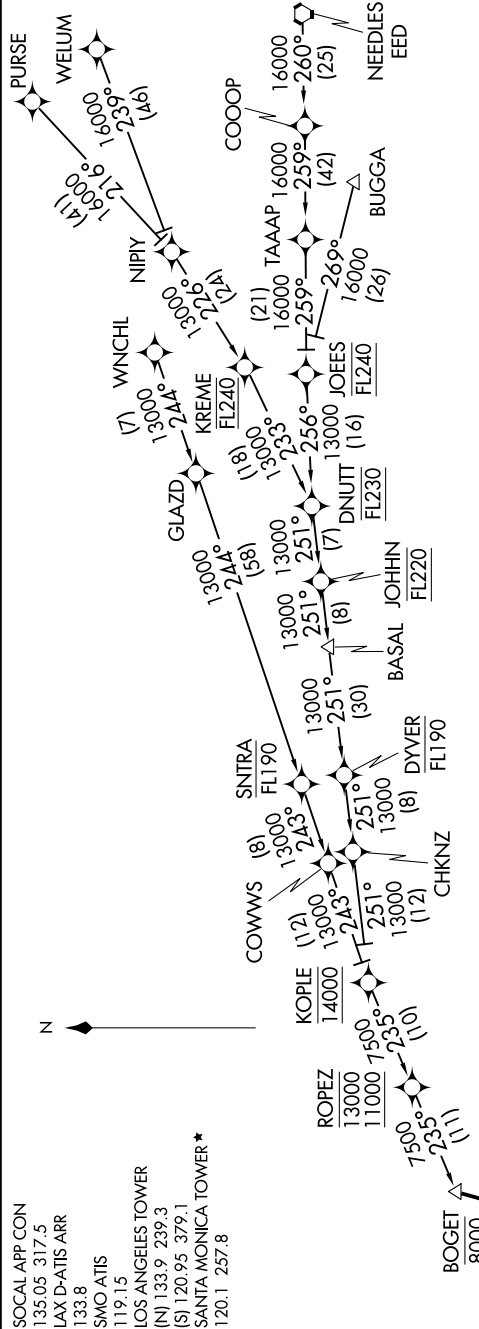 SOCAL APP CON
135.05 317.5
LAX D-ATIS ARR
133.8
SMO ATIS
119.15
LOS ANGELES TOWER
(N) 133.9 239.3
(S) 120.95 379.1
SANTA MONICA TOWER★
120.1 257.8
N
PURSE
16000
216°
(41)
WELUM
16000
239°
(46)
NIPIY
13000
226°
(24)
KREME
FL240
13000
233°
(18)
WNCHL
13000
244°
(7)
GLAZD
13000
244°
(58)
SNTRA
FL190
13000
243°
(8)
COWWS
13000
243°
(12)
NEEDLES
EED
16000
260°
(25)
COOOP
16000
259°
(42)
TAAAP
16000
259°
(21)
BUGGA
269°
16000
(26)
JOEES
FL240
256°
13000
(16)
DNUTT
FL230
13000
251°
(7)
JOHHN
FL220
13000
251°
(8)
BASAL
13000
251°
(30)
DYVER
FL190
251°
13000
(8)
CHKNZ
251°
13000
(12)
KOPLE
14000
7500
235°
(10)
ROPEZ
13000
11000
7500
235°
(11)
BOGET
8000